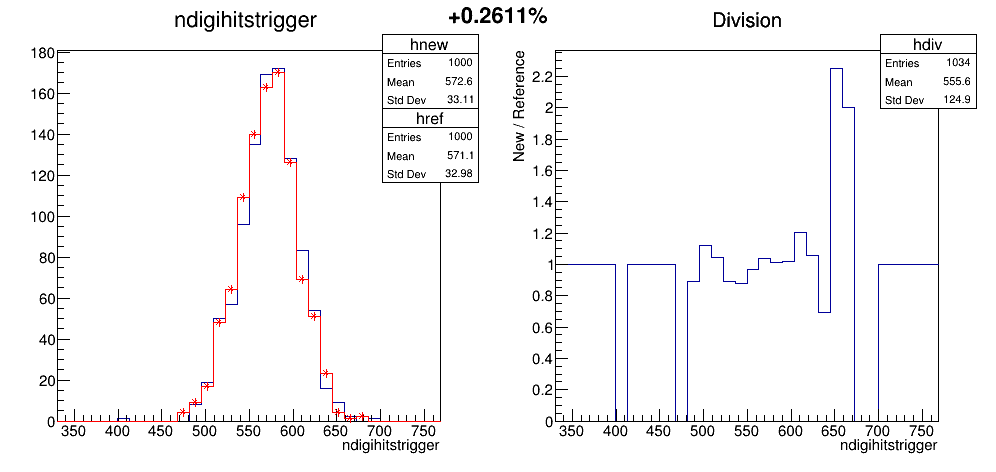 +0.2611%
ndigihitstrigger
hnew
Entries 1000
Mean 572.6
Std Dev 33.11
href
Entries 1000
Mean 571.1
Std Dev 32.98
180
160
140
120
100
80
60
40
20
0
350 400 450 500 550 600 650 700 750
ndigihitstrigger
Division
hdiv
Entries 1034
Mean 555.6
Std Dev 124.9
New / Reference
2.2
2
1.8
1.6
1.4
1.2
1
0.8
0.6
0.4
0.2
0
350 400 450 500 550 600 650 700 750
ndigihitstrigger